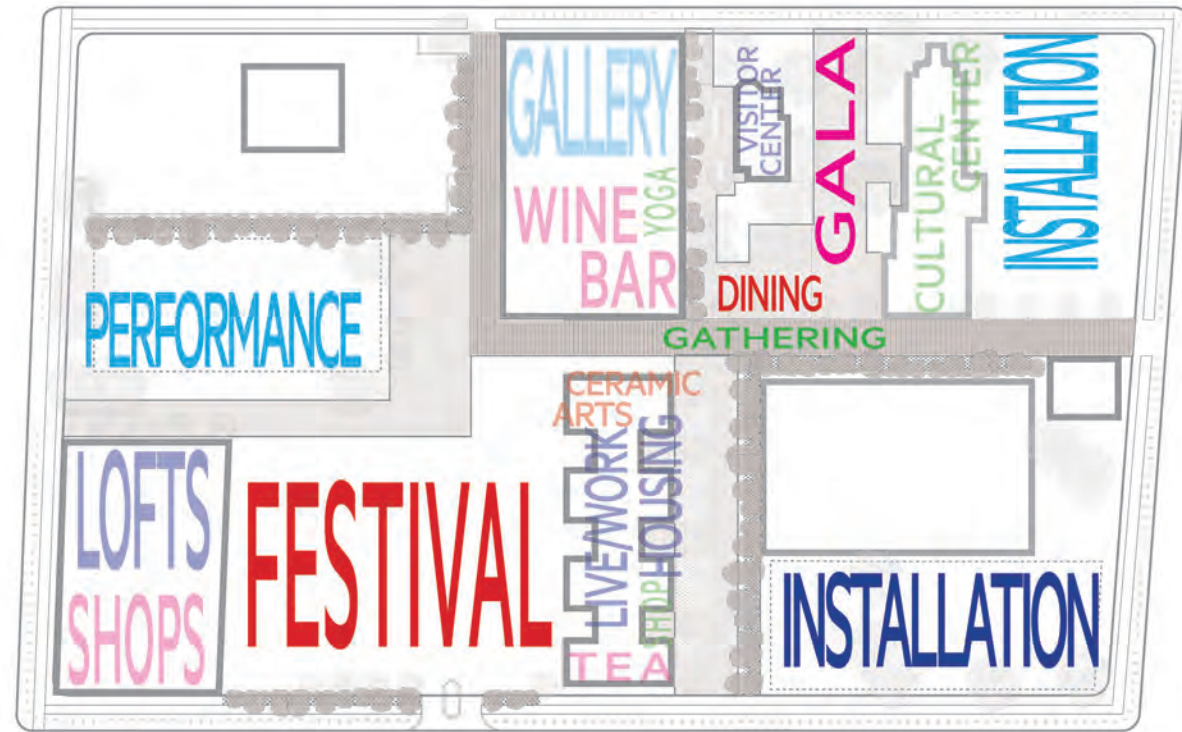 GALLERY
WINE
BAR
YOGA
VISITOR
CENTER
GALA
CULTURAL
CENTER
INSTALLATION
DINING
GATHERING
PERFORMANCE
CERAMIC
ARTS
LIVE/WORK
HOUSING
SHOP
TEA
LOFTS
SHOPS
FESTIVAL
INSTALLATION